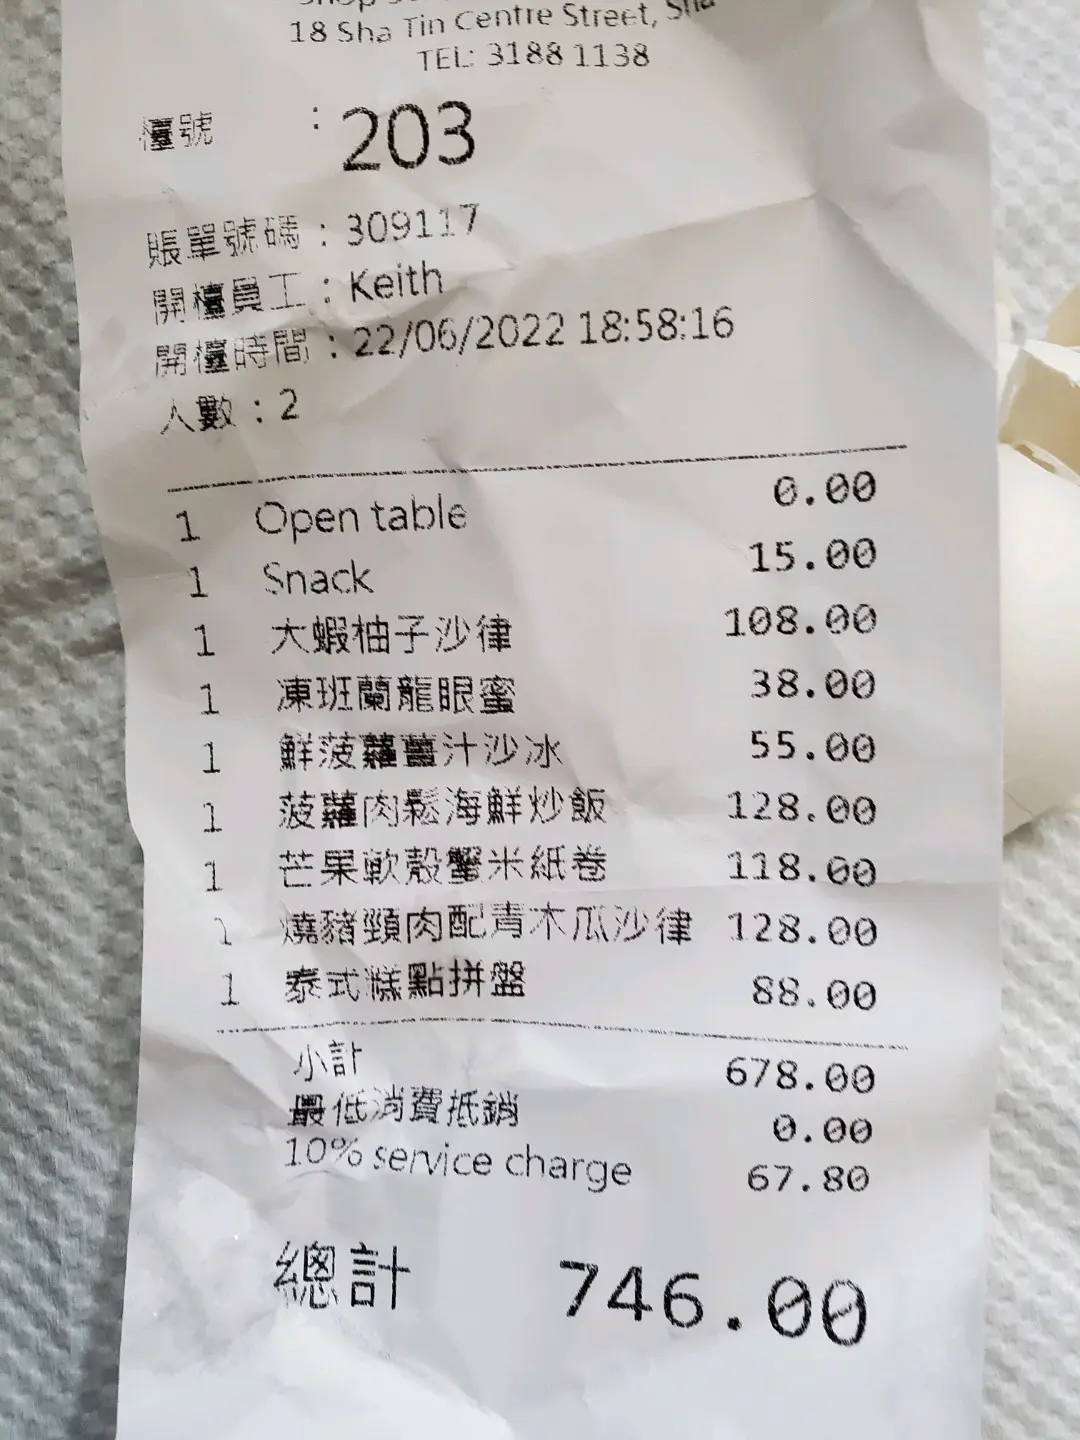 18 Sha Tin Centre Street, Sha
TEL: 3188 1138
檯號 : 203
賬單號碼 : 309117
開檯員工 : Keith
開檯時間 : 22/06/2022 18:58:16
人數 : 2
1 Open table 0.00
1 Snack 15.00
1 大蝦柚子沙律 108.00
1 凍班蘭龍眼蜜 38.00
1 鮮菠蘿薑汁沙冰 55.00
1 菠蘿肉鬆海鮮炒飯 128.00
1 芒果軟殼蟹米紙卷 118.00
1 燒豬頸肉配青木瓜沙律 128.00
1 泰式糕點拼盤 88.00
小計 678.00
最低消費抵銷 0.00
10% service charge 67.80
總計 746.00